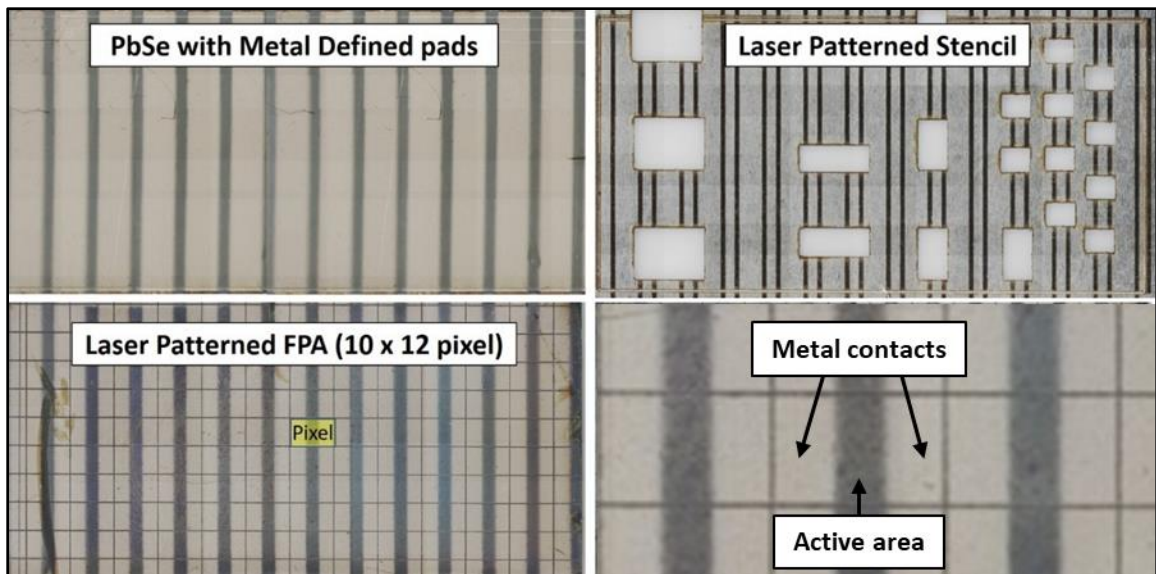 PbSe with Metal Defined pads
Laser Patterned Stencil
Laser Patterned FPA (10 x 12 pixel)
Pixel
Metal contacts
Active area